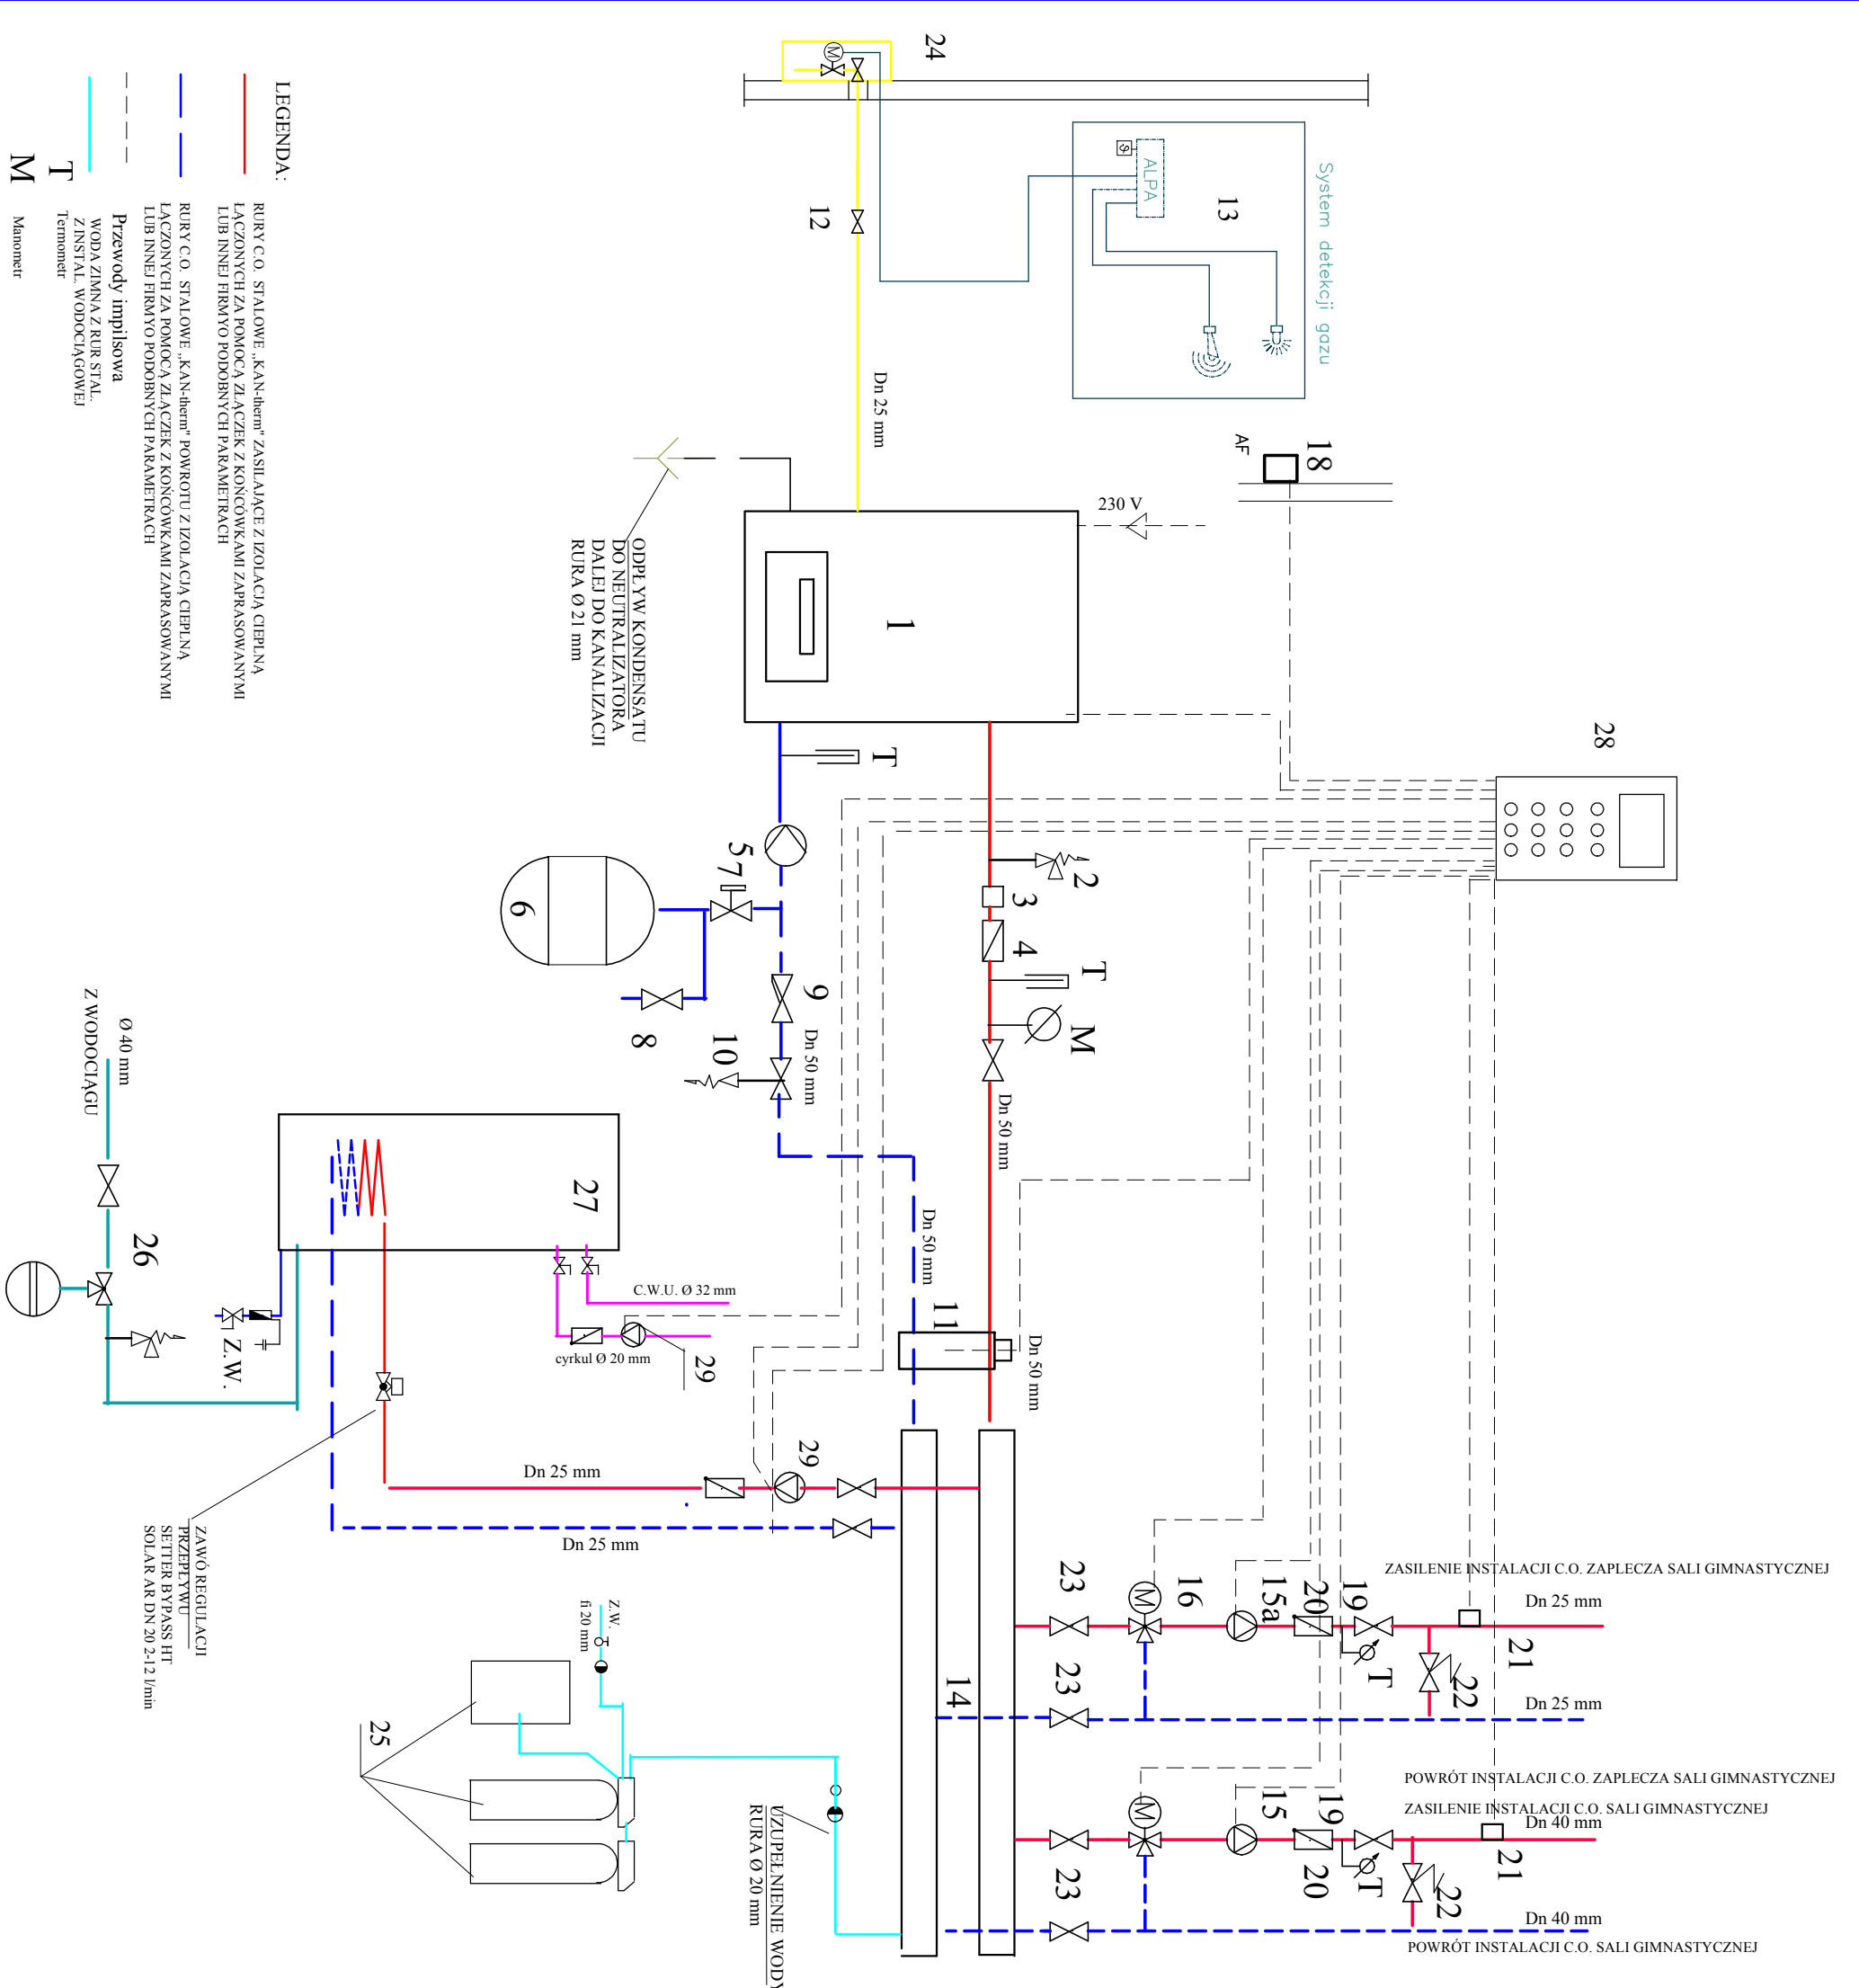 24
System detekcji gazu
13
ALPA
12
Dn 25 mm
18
AF
230 V
28
1
ODPŁYW KONDENSATU
DO NEUTRALIZATORA
DALEJ DO KANALIZACJI
RURA Ø 21 mm
LEGENDA:
RURY C.O. STALOWE „KAN-therm" ZASILAJĄCE Z IZOLACJĄ CIEPLNĄ
ŁĄCZONYCH ZA POMOCĄ ZŁĄCZEK Z KOŃCÓWKAMI ZAPRASOWANYMI
LUB INNEJ FIRMY O PODOBNYCH PARAMETRACH
RURY C.O. STALOWE „KAN-therm" POWROTU Z IZOLACJĄ CIEPLNĄ
ŁĄCZONYCH ZA POMOCĄ ZŁĄCZEK Z KOŃCÓWKAMI ZAPRASOWANYMI
LUB INNEJ FIRMY O PODOBNYCH PARAMETRACH
Przewody impilsowa
WODA ZIMNA Z RUR STAL.
Z INSTAL. WODOCIĄGOWEJ
T
Termometr
M
Manometr
T
5
7
6
8
9
10
Dn 50 mm
2
3
4
T
M
Dn 50 mm
Dn 50 mm
11
Dn 50 mm
Ø 40 mm
Z WODOCIĄGU
26
27
Z.W.
C.W.U. Ø 32 mm
cyrkul Ø 20 mm
29
29
Dn 25 mm
Dn 25 mm
ZAWÓ REGULACJI
PRZEPŁYWU
SETTER BYPASS HT
SOLAR AR DN 20 2-12 l/min
Z.W.
fi 20 mm
25
UZUPEŁNIENIE WODY
RURA Ø 20 mm
14
23
16
15a
20
19
T
21
22
ZASILENIE INSTALACJI C.O. ZAPLECZA SALI GIMNASTYCZNEJ
Dn 25 mm
23
Dn 25 mm
POWRÓT INSTALACJI C.O. ZAPLECZA SALI GIMNASTYCZNEJ
ZASILENIE INSTALACJI C.O. SALI GIMNASTYCZNEJ
Dn 40 mm
M
M
M
15
19
20
T
21
22
23
Dn 40 mm
POWRÓT INSTALACJI C.O. SALI GIMNASTYCZNEJ